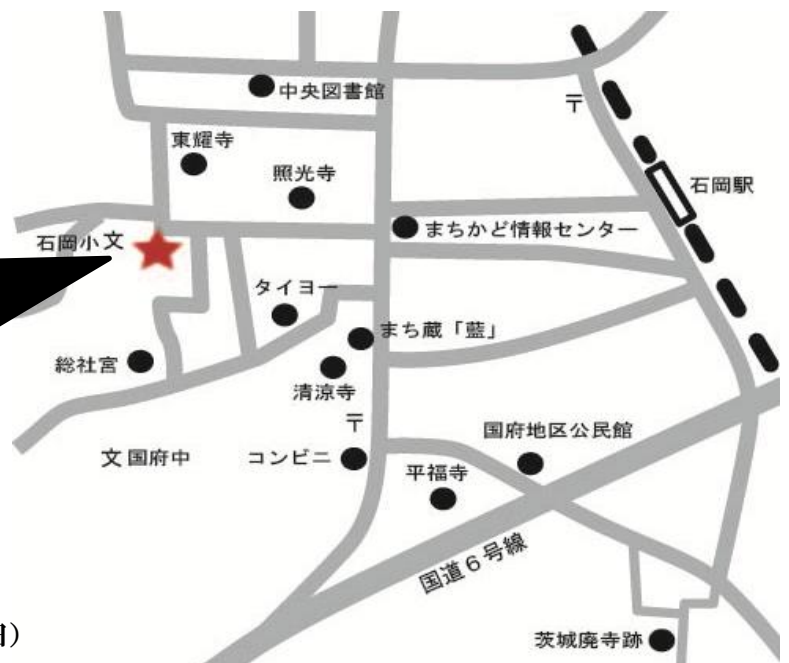 中央図書館
〒
東耀寺
照光寺
石岡駅
石岡小 文
まちかど情報センター
タイヨー
まち蔵「藍」
総社宮
清涼寺
〒
国府地区公民館
文 国府中
コンビニ
平福寺
国道6号線
茨城廃寺跡
)